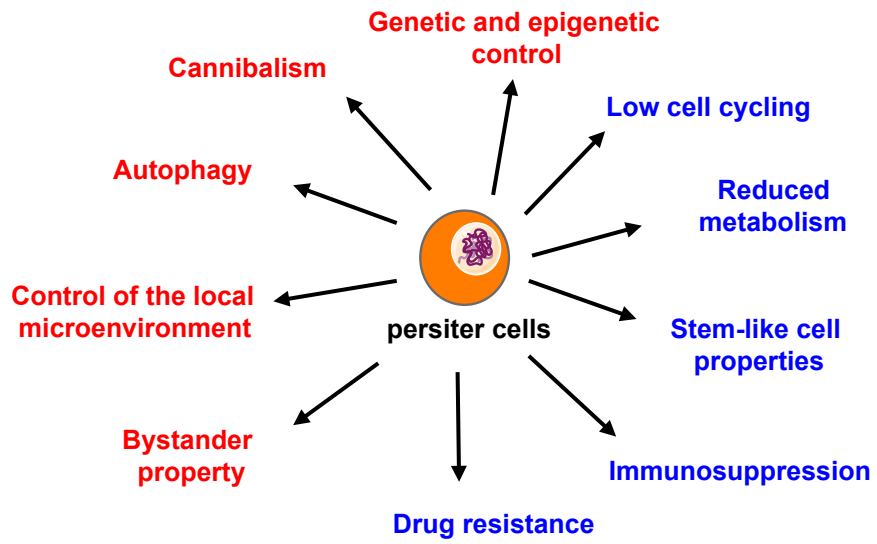 Genetic and epigenetic
control
Cannibalism
Low cell cycling
Autophagy
Reduced
metabolism
Control of the local
microenvironment
persiter cells
Stem-like cell
properties
Bystander
property
Immunosuppression
Drug resistance